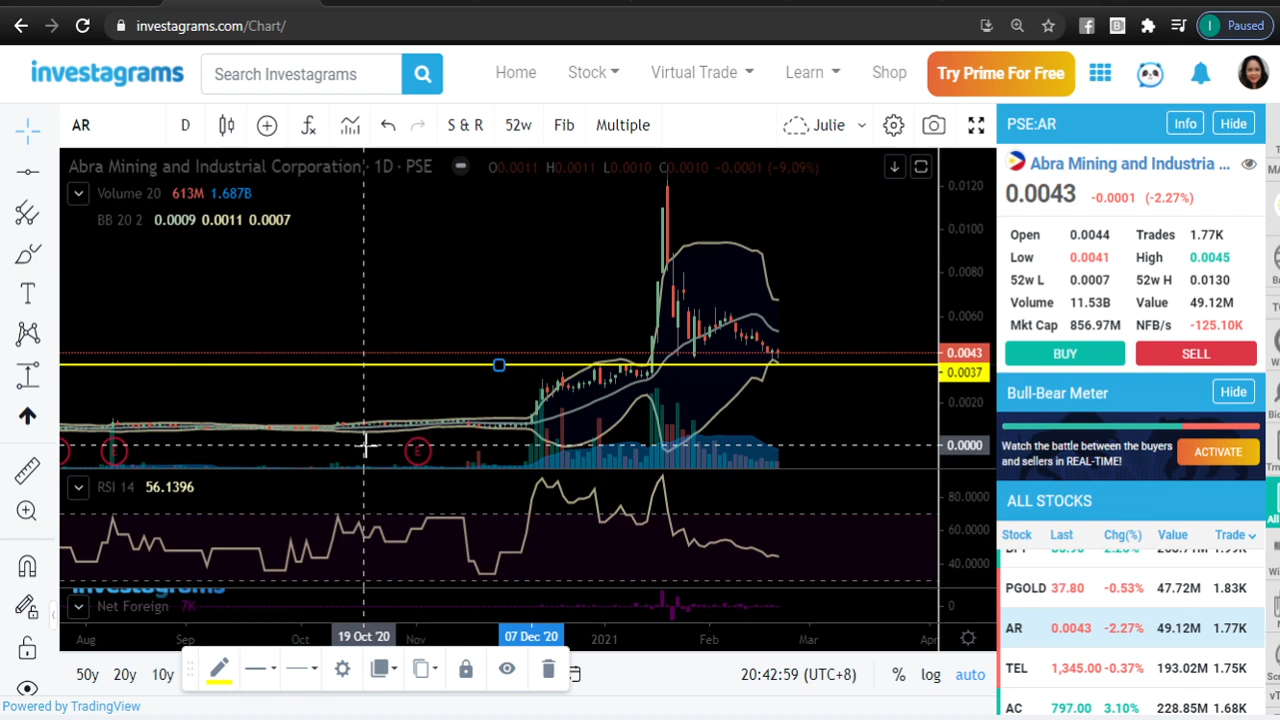 investagrams.com/Chart/
I Paused
investagrams
Search Investagrams
Home Stock Virtual Trade Learn Shop
Try Prime For Free
AR D S & R 52w Fib Multiple Julie
Abra Mining and Industrial Corporation · 1D · PSE O0.0011 H0.0011 L0.0010 C0.0010 -0.0001 (-9.09%)
Volume 20 613M 1.687B
BB 20 2 0.0009 0.0011 0.0007
0.0120
0.0100
0.0080
0.0060
0.0043
0.0037
0.0020
0.0000
E E
RSI 14 56.1396
80.0000
60.0000
40.0000
investagrams
Net Foreign 7K
0
Aug Sep Oct 19 Oct '20 Nov 07 Dec '20 2021 Feb Mar Apr
50y 20y 10y
20:42:59 (UTC+8) % log auto
Powered by TradingView
PSE:AR Info Hide
Abra Mining and Industria ...
0.0043 -0.0001 (-2.27%)
Open 0.0044 Trades 1.77K
Low 0.0041 High 0.0045
52w L 0.0007 52w H 0.0130
Volume 11.53B Value 49.12M
Mkt Cap 856.97M NFB/s -125.10K
BUY SELL
Bull-Bear Meter Hide
Watch the battle between the buyers
and sellers in REAL-TIME!
ACTIVATE
ALL STOCKS
Stock Last Chg(%) Value Trade
PGOLD 37.80 -0.53% 47.72M 1.83K
AR 0.0043 -2.27% 49.12M 1.77K
TEL 1,345.00 -0.37% 193.02M 1.75K
AC 797.00 3.10% 228.85M 1.68K